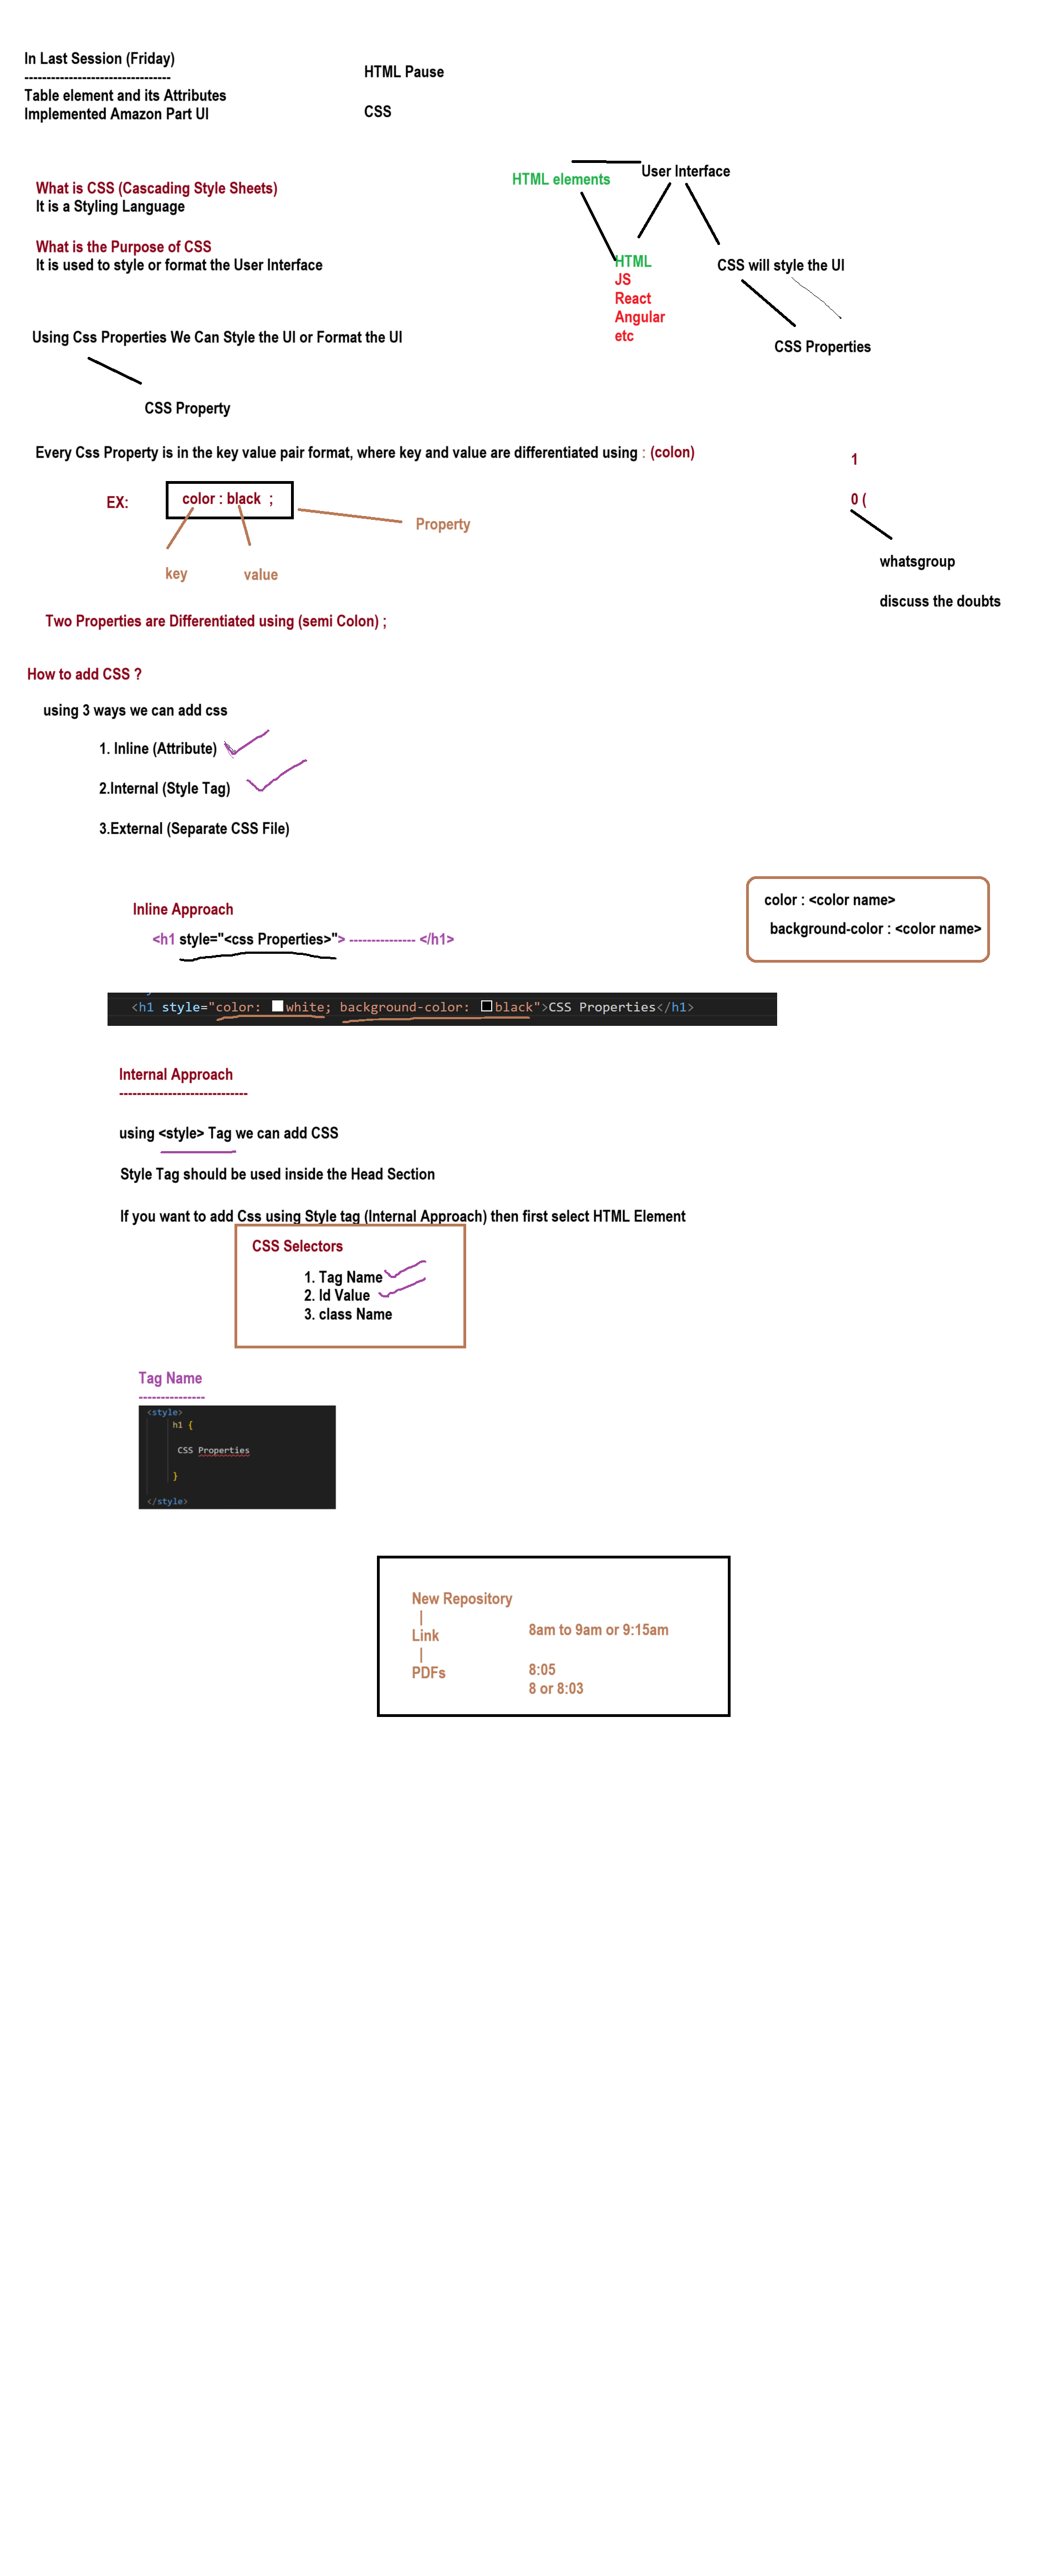 In Last Session (Friday)
---------------------------------
Table element and its Attributes
Implemented Amazon Part UI
HTML Pause
CSS
What is CSS (Cascading Style Sheets)
It is a Styling Language
What is the Purpose of CSS
It is used to style or format the User Interface
HTML elements
User Interface
HTML
JS
React
Angular
etc
CSS will style the UI
CSS Properties
Using Css Properties We Can Style the UI or Format the UI
CSS Property
Every Css Property is in the key value pair format, where key and value are differentiated using : (colon)
EX:
color : black ;
Property
key
value
1
0 (
whatsgroup
discuss the doubts
Two Properties are Differentiated using (semi Colon) ;
How to add CSS ?
using 3 ways we can add css
1. Inline (Attribute)
2.Internal (Style Tag)
3.External (Separate CSS File)
Inline Approach
<h1 style="<css Properties>"> --------------- </h1>
color : <color name>
background-color : <color name>
<h1 style="color: white; background-color: black">CSS Properties</h1>
Internal Approach
-----------------------------
using <style> Tag we can add CSS
Style Tag should be used inside the Head Section
If you want to add Css using Style tag (Internal Approach) then first select HTML Element
CSS Selectors
1. Tag Name
2. Id Value
3. class Name
Tag Name
---------------
<style>
h1 {
CSS Properties
}
</style>
New Repository
|
Link
|
PDFs
8am to 9am or 9:15am
8:05
8 or 8:03